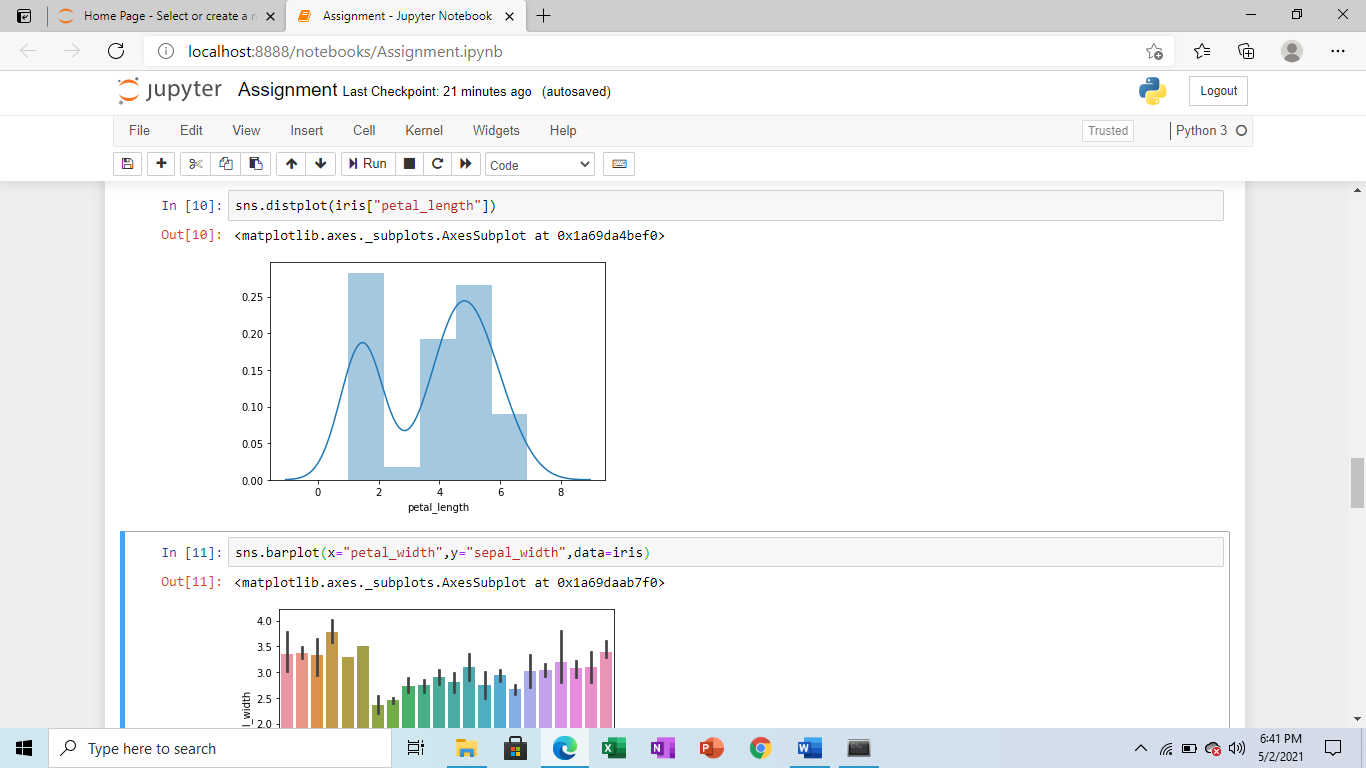 Home Page - Select or create a n
Assignment - Jupyter Notebook
localhost:8888/notebooks/Assignment.ipynb
jupyter Assignment Last Checkpoint: 21 minutes ago (autosaved)
Logout
File Edit View Insert Cell Kernel Widgets Help
Trusted
Python 3
Run
Code
In [10]: sns.distplot(iris["petal_length"])
Out[10]: <matplotlib.axes._subplots.AxesSubplot at 0x1a69da4bef0>
0.25
0.20
0.15
0.10
0.05
0.00
0 2 4 6 8
petal_length
In [11]: sns.barplot(x="petal_width",y="sepal_width",data=iris)
Out[11]: <matplotlib.axes._subplots.AxesSubplot at 0x1a69daab7f0>
4.0
3.5
3.0
2.5
2.0
l_width
Type here to search
6:41 PM
5/2/2021